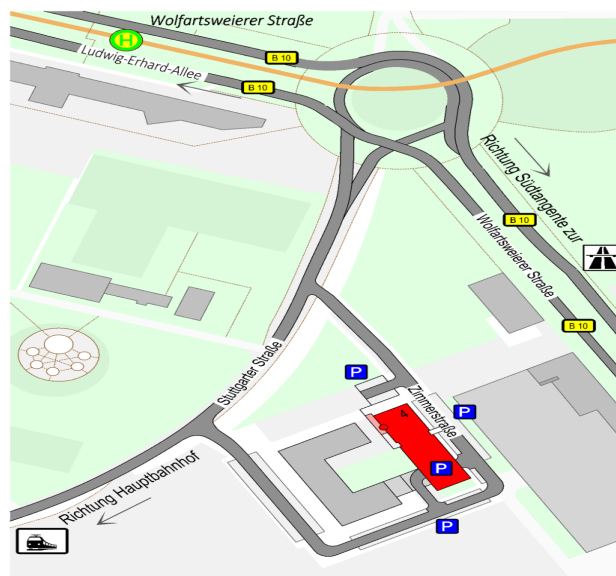 Wolfartsweierer Straße
H
B 10
Ludwig-Erhard-Allee
B 10
Richtung Südtangente zur
B 10
Wolfartsweierer Straße
B 10
Stuttgarter Straße
P
Zimmerstraße
4
P
P
Richtung Hauptbahnhof
P